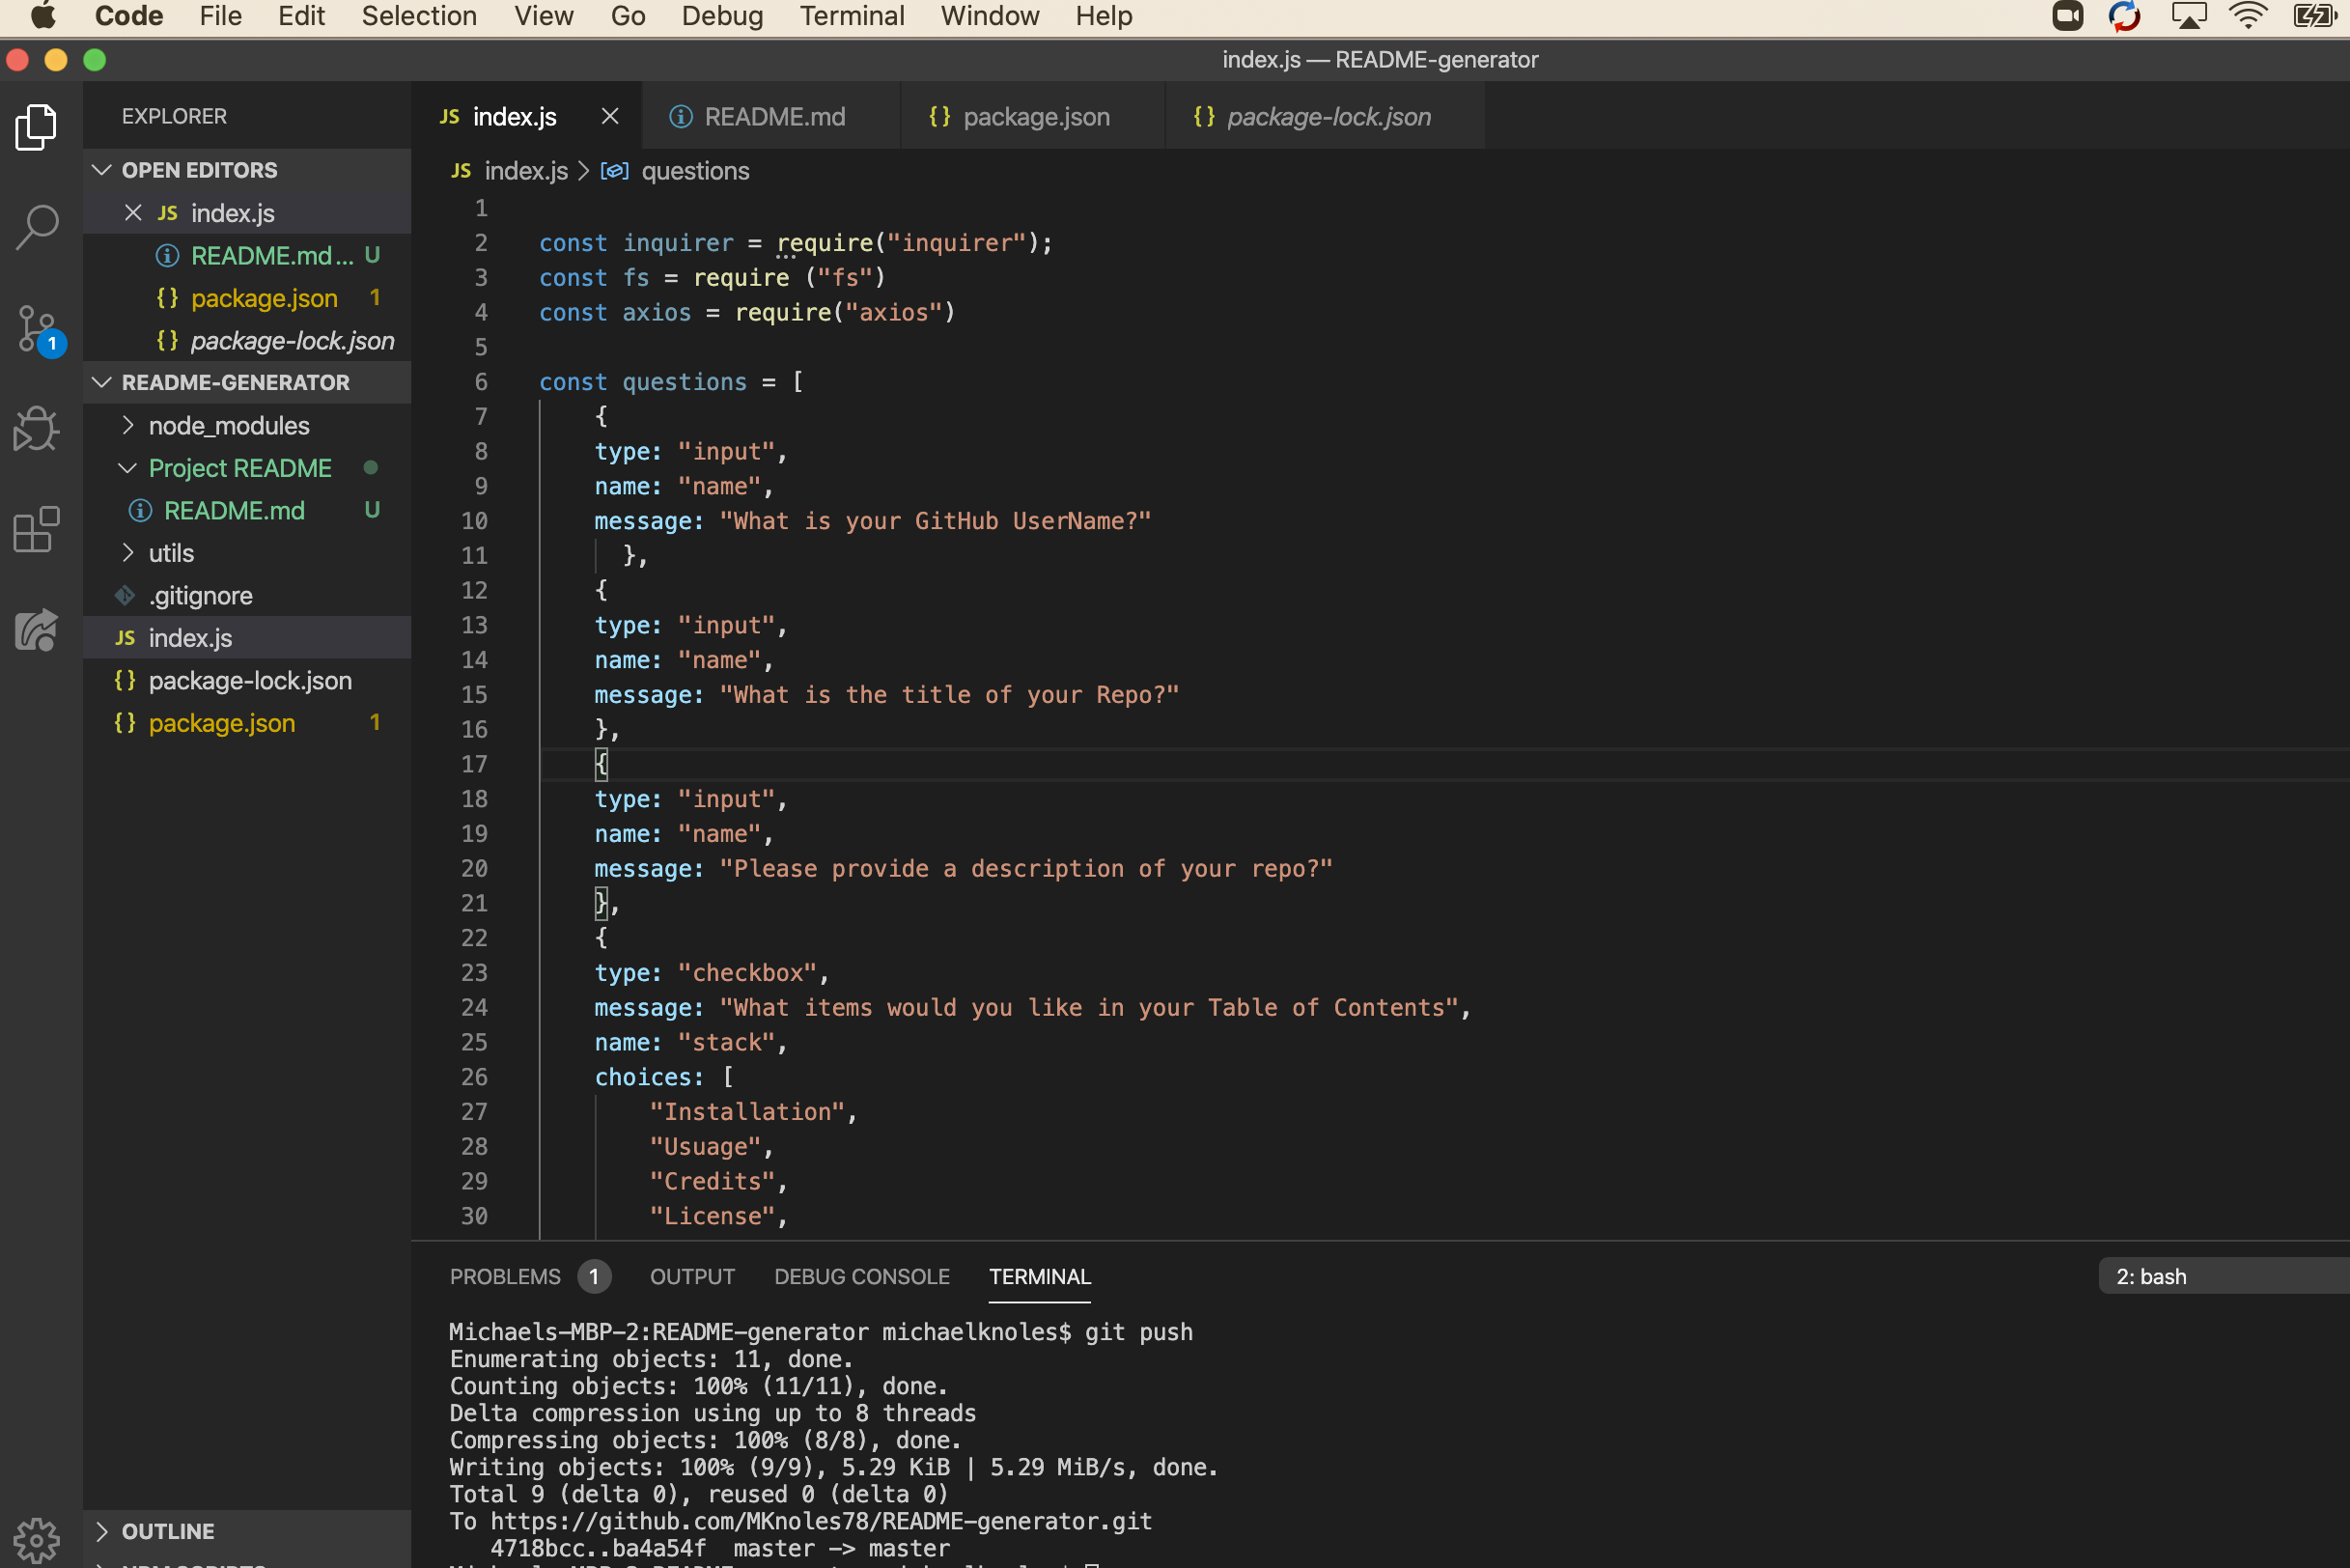 Code File Edit Selection View Go Debug Terminal Window Help
index.js — README-generator
EXPLORER
OPEN EDITORS
JS index.js
README.md ... U
{} package.json 1
{} package-lock.json
README-GENERATOR
node_modules
Project README
README.md U
utils
.gitignore
JS index.js
{} package-lock.json
{} package.json 1
OUTLINE
1
JS index.js README.md {} package.json {} package-lock.json
JS index.js > questions
1
2 const inquirer = require("inquirer");
3 const fs = require ("fs")
4 const axios = require("axios")
5
6 const questions = [
7 {
8 type: "input",
9 name: "name",
10 message: "What is your GitHub UserName?"
11 },
12 {
13 type: "input",
14 name: "name",
15 message: "What is the title of your Repo?"
16 },
17 {
18 type: "input",
19 name: "name",
20 message: "Please provide a description of your repo?"
21 },
22 {
23 type: "checkbox",
24 message: "What items would you like in your Table of Contents",
25 name: "stack",
26 choices: [
27 "Installation",
28 "Usuage",
29 "Credits",
30 "License",
PROBLEMS 1 OUTPUT DEBUG CONSOLE TERMINAL 2: bash
Michaels-MBP-2:README-generator michaelknoles$ git push
Enumerating objects: 11, done.
Counting objects: 100% (11/11), done.
Delta compression using up to 8 threads
Compressing objects: 100% (8/8), done.
Writing objects: 100% (9/9), 5.29 KiB | 5.29 MiB/s, done.
Total 9 (delta 0), reused 0 (delta 0)
To https://github.com/MKnoles78/README-generator.git
4718bcc..ba4a54f master -> master